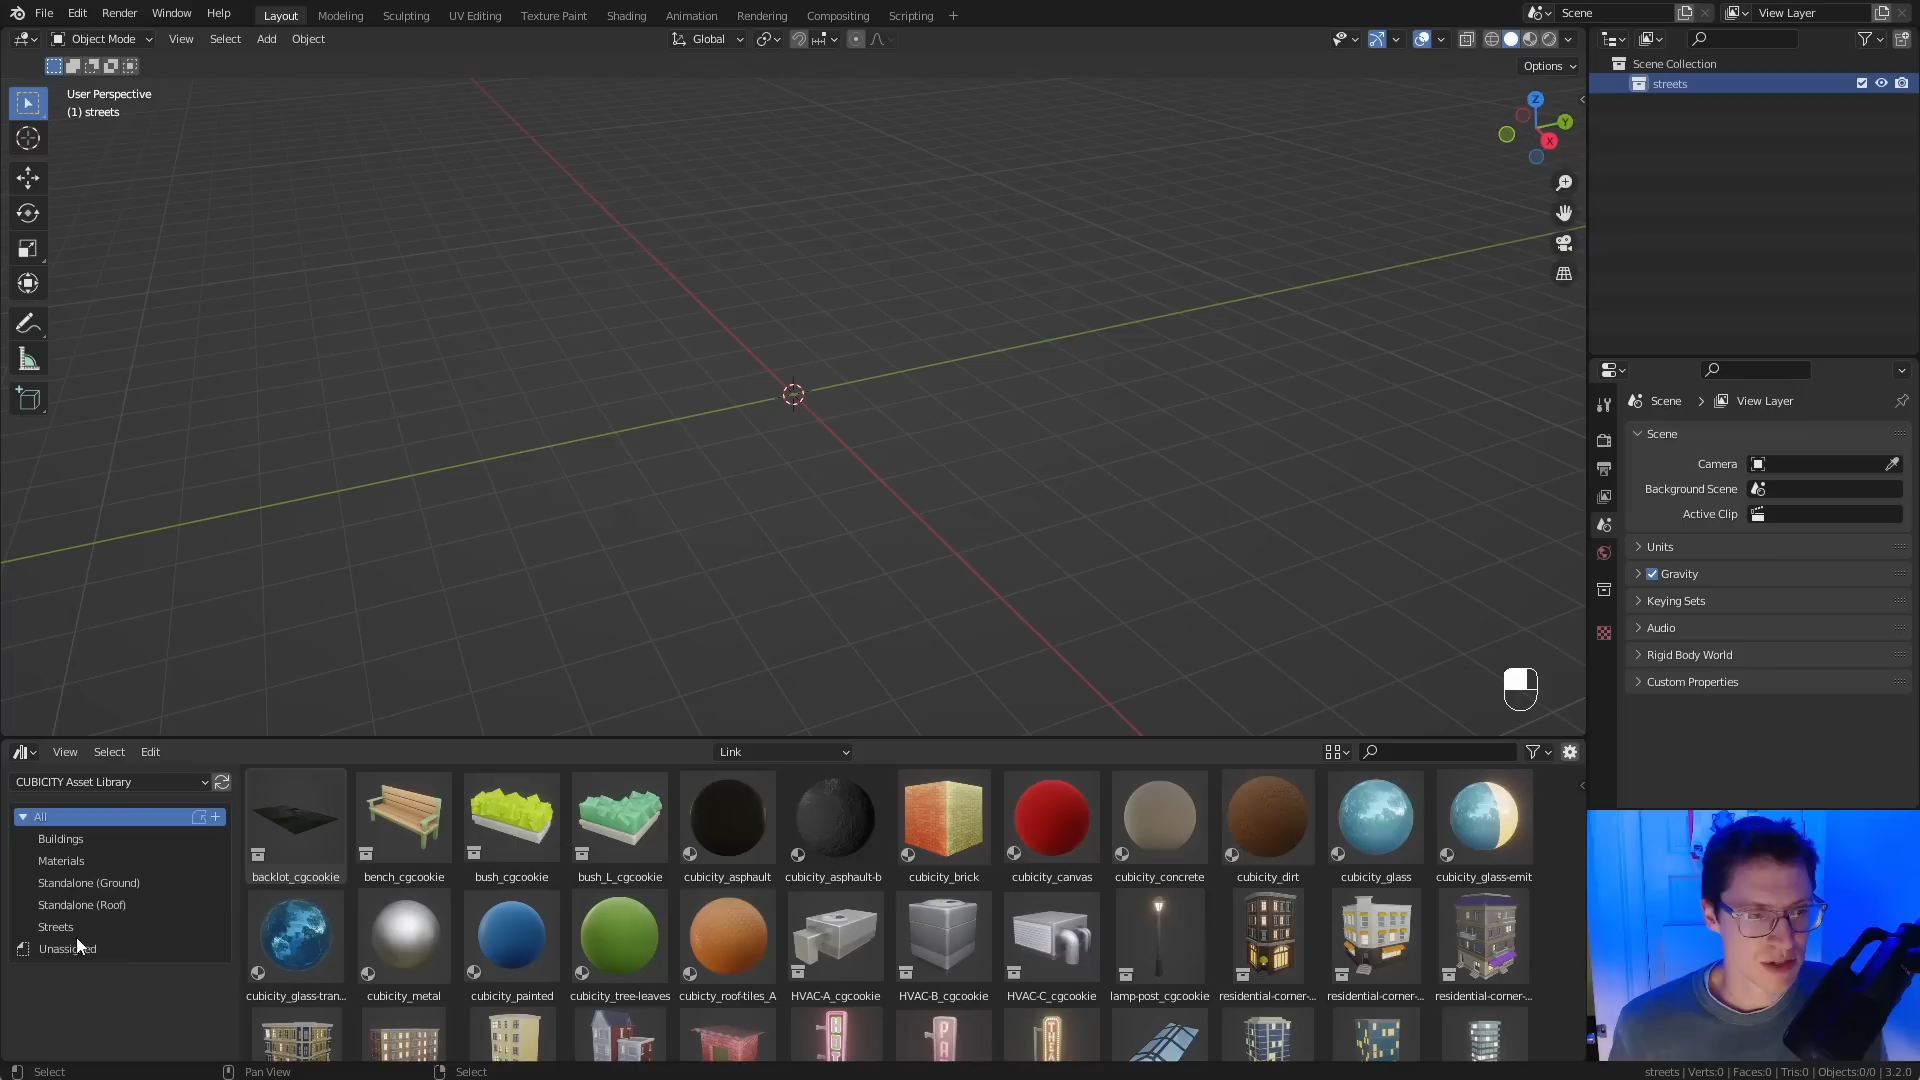 File Edit Render Window Help Layout Modeling Sculpting UV Editing Texture Paint Shading Animation Rendering Compositing Scripting + Scene View Layer
Object Mode View Select Add Object Global
Options
User Perspective
(1) streets
Z
Y
X
Scene Collection
streets
Scene > View Layer
Scene
Camera
Background Scene
Active Clip
Units
Gravity
Keying Sets
Audio
Rigid Body World
Custom Properties
View Select Edit Link
CUBICITY Asset Library
All
Buildings
Materials
Standalone (Ground)
Standalone (Roof)
Streets
Unassigned
backlot_cgcookie bench_cgcookie bush_cgcookie bush_L_cgcookie cubicity_asphault cubicity_asphault-b cubicity_brick cubicity_canvas cubicity_concrete cubicity_dirt cubicity_glass cubicity_glass-emit
cubicity_glass-tran... cubicity_metal cubicity_painted cubicity_tree-leaves cubicty_roof-tiles_A HVAC-A_cgcookie HVAC-B_cgcookie HVAC-C_cgcookie lamp-post_cgcookie residential-corner-... residential-corner-... residential-corner-...
Select Pan View Select streets | Verts:0 | Faces:0 | Tris:0 | Objects:0/0 | 3.2.0